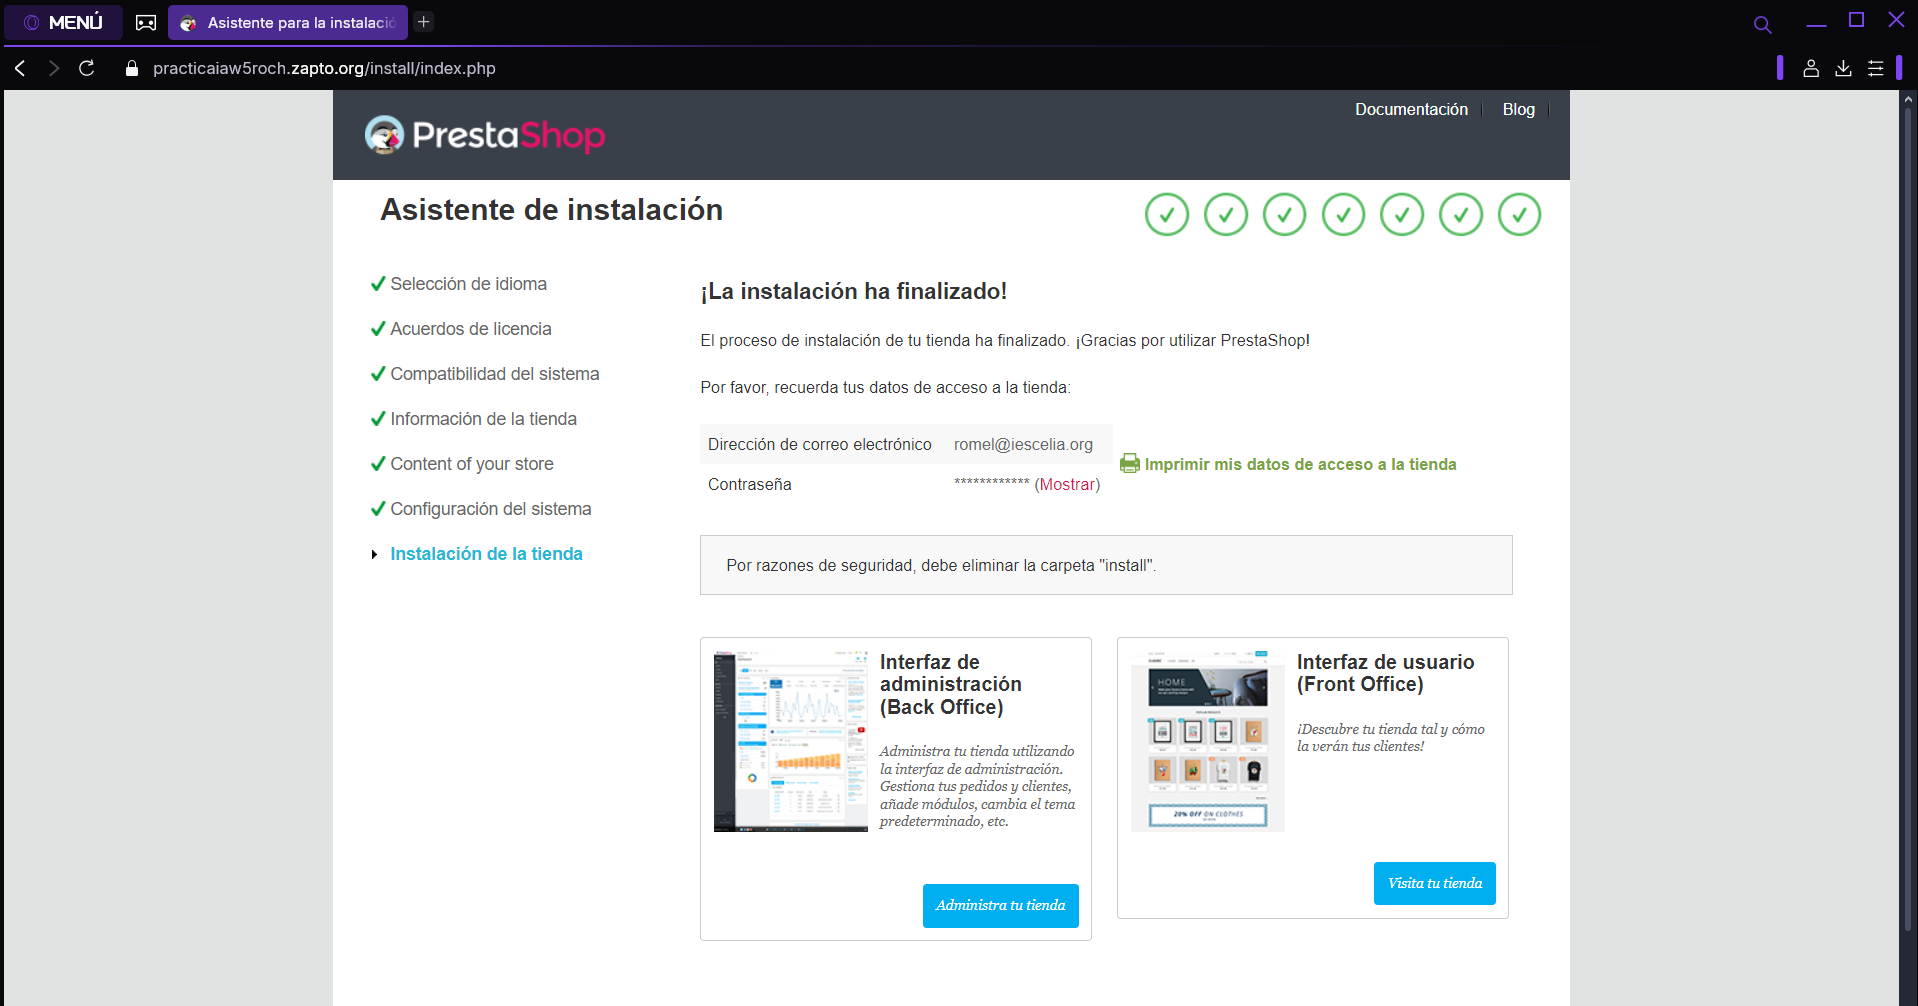 MENÚ
Asistente para la instalació
practicaiaw5roch.zapto.org/install/index.php
Documentación
Blog
PrestaShop
Asistente de instalación
Selección de idioma
Acuerdos de licencia
Compatibilidad del sistema
Información de la tienda
Content of your store
Configuración del sistema
Instalación de la tienda
¡La instalación ha finalizado!
El proceso de instalación de tu tienda ha finalizado. ¡Gracias por utilizar PrestaShop!
Por favor, recuerda tus datos de acceso a la tienda:
Dirección de correo electrónico romel@iescelia.org
Contraseña ************ (Mostrar)
Imprimir mis datos de acceso a la tienda
Por razones de seguridad, debe eliminar la carpeta "install".
Interfaz de
administración
(Back Office)
Administra tu tienda utilizando
la interfaz de administración.
Gestiona tus pedidos y clientes,
añade módulos, cambia el tema
predeterminado, etc.
Administra tu tienda
HOME
20% OFF ON CLOTHES
Interfaz de usuario
(Front Office)
¡Descubre tu tienda tal y cómo
la verán tus clientes!
Visita tu tienda